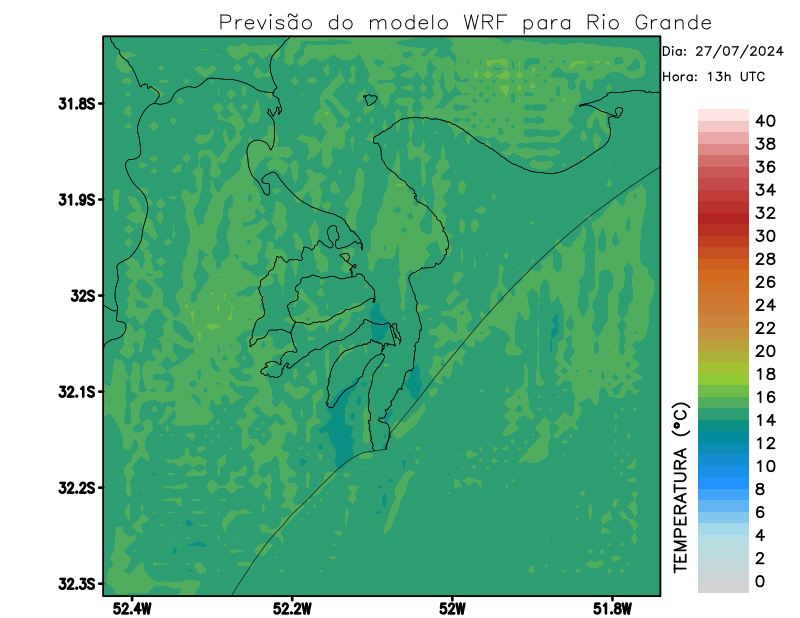 Previsão do modelo WRF para Rio Grande
Dia: 27/07/2024
Hora: 13h UTC
31.8S
31.9S
32S
32.1S
32.2S
32.3S
52.4W
52.2W
52W
51.8W
TEMPERATURA (°C)
40
38
36
34
32
30
28
26
24
22
20
18
16
14
12
10
8
6
4
2
0